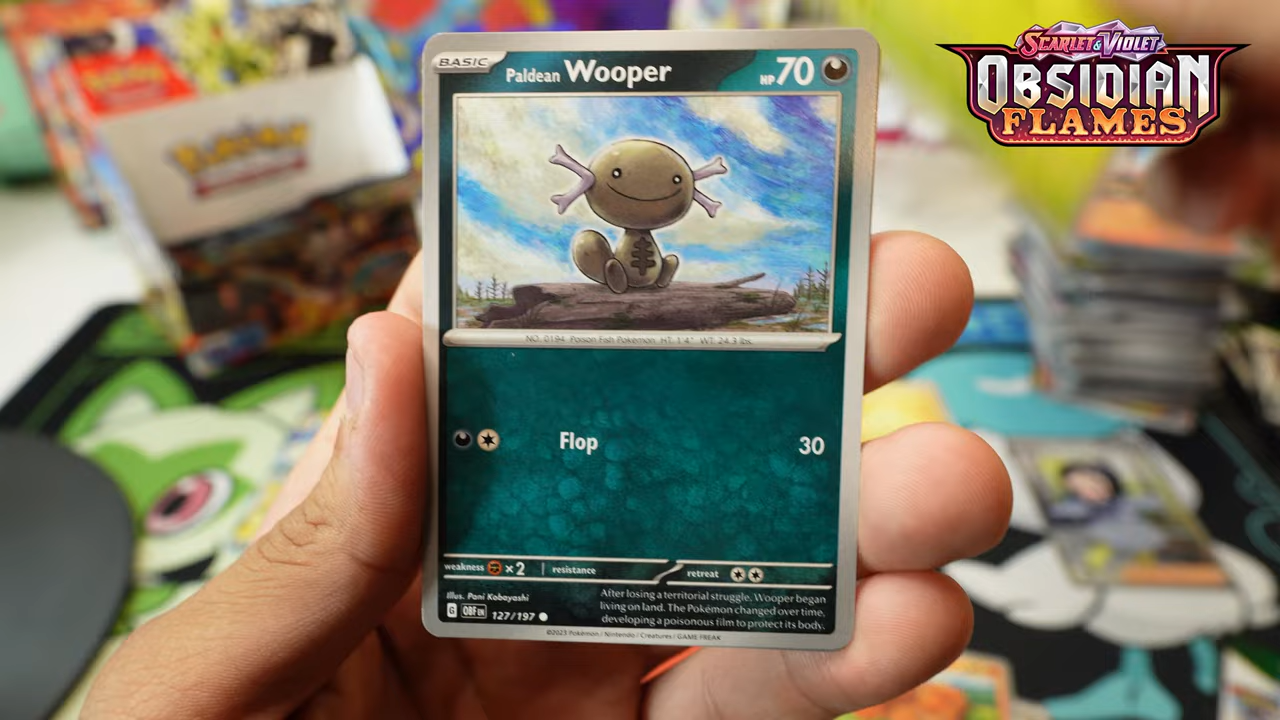 SCARLET & VIOLET
OBSIDIAN
FLAMES
BASIC
Paldean Wooper
HP 70
Pokémon
NO. 0194 Poison Fish Pokémon HT. 1'4" WT. 24.3 lbs.
Flop 30
weakness ×2 resistance retreat
Illus. Pani Kobayashi
G OBF EN 127/197
After losing a territorial struggle, Wooper began
living on land. The Pokémon changed over time,
developing a poisonous film to protect its body.
©2023 Pokémon / Nintendo / Creatures / GAME FREAK